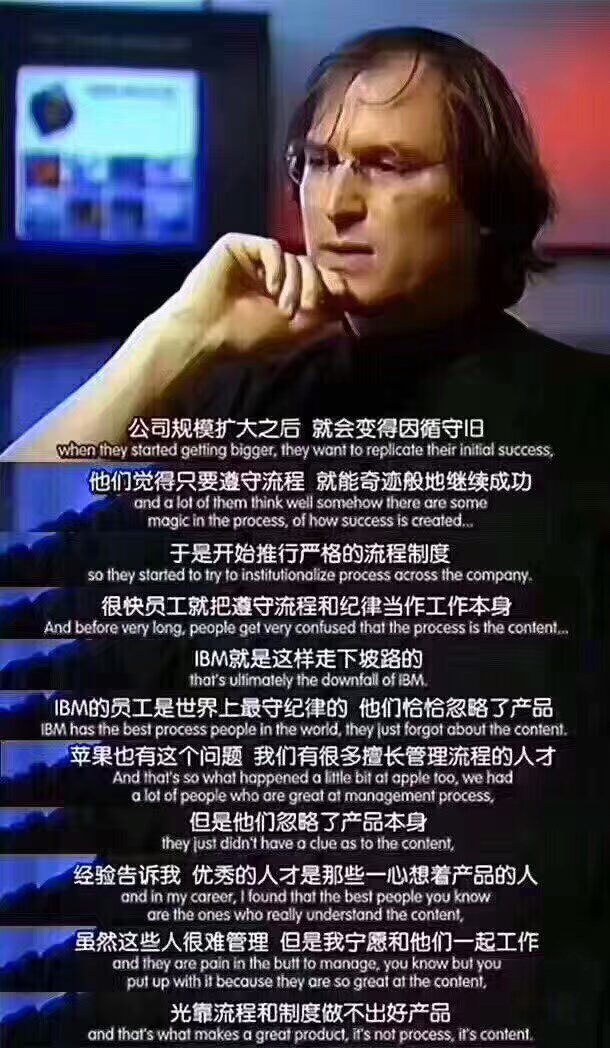 公司规模扩大之后 就会变得因循守旧
when they started getting bigger, they want to replicate their initial success,
他们觉得只要遵守流程 就能奇迹般地继续成功
and a lot of them think well somehow there are some
magic in the process, of how success is created...
于是开始推行严格的流程制度
so they started to try to institutionalize process across the company.
很快员工就把遵守流程和纪律当作工作本身
And before very long, people get very confused that the process is the content...
IBM就是这样走下坡路的
that's ultimately the downfall of IBM.
IBM的员工是世界上最守纪律的 他们恰恰忽略了产品
IBM has the best process people in the world, they just forgot about the content.
苹果也有这个问题 我们有很多擅长管理流程的人才
And that's so what happened a little bit at apple too, we had
a lot of people who are great at management process,
但是他们忽略了产品本身
they just didn't have a clue as to the content,
经验告诉我 优秀的人才是那些一心想着产品的人
and in my career, I found that the best people you know
are the ones who really understand the content,
虽然这些人很难管理 但是我宁愿和他们一起工作
and they are pain in the butt to manage, you know but you
put up with it because they are so great at the content,
光靠流程和制度做不出好产品
and that's what makes a great product, it's not process, it's content.